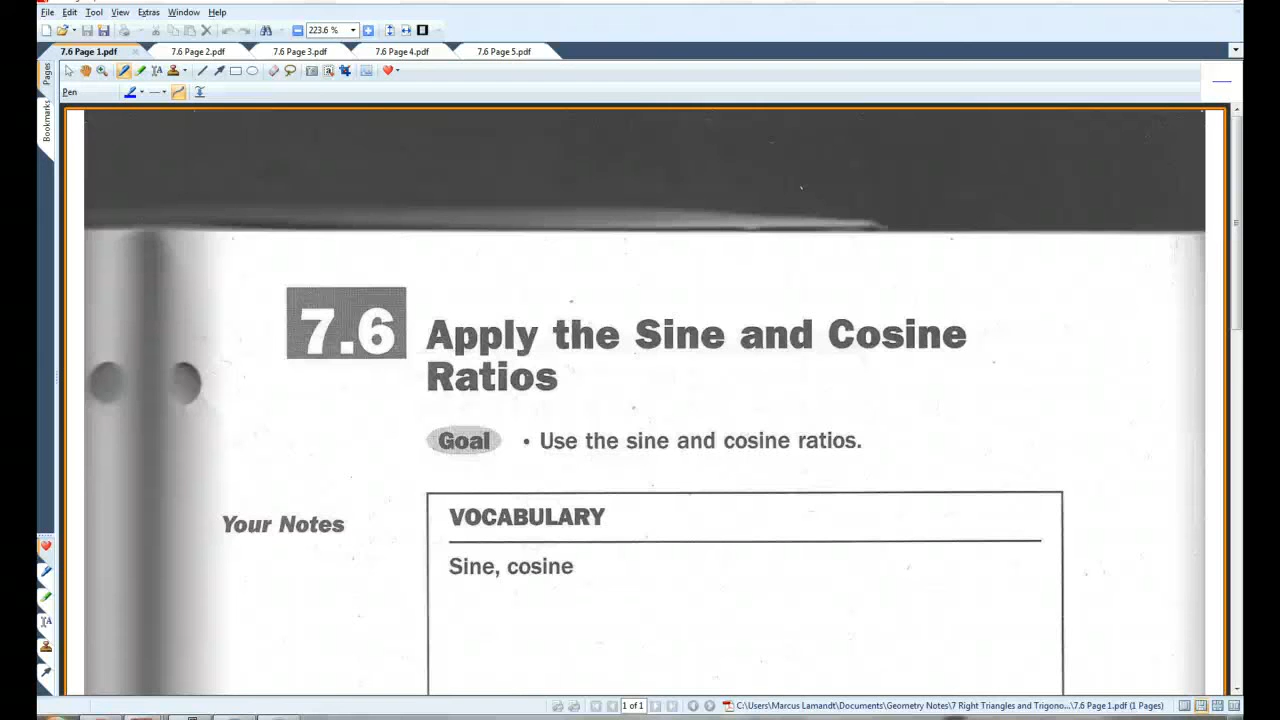 File Edit View Tool Extras Window Help
223.6 %
7.6 Page 1.pdf 7.6 Page 2.pdf 7.6 Page 3.pdf 7.6 Page 4.pdf 7.6 Page 5.pdf
Pen
Pages
Bookmarks
7.6 Apply the Sine and Cosine
Ratios
Goal • Use the sine and cosine ratios.
Your Notes
VOCABULARY
Sine, cosine
1 of 1
C:\Users\Marcus Lamandt\Documents\Geometry Notes\7 Right Triangles and Trigono...\7.6 Page 1.pdf (1 Pages)